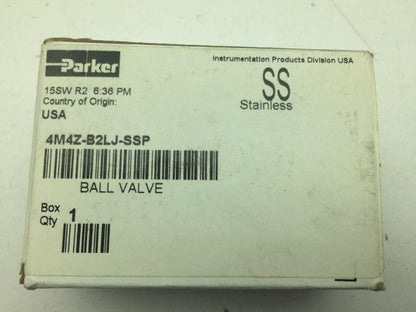 Parker
Instrumentation Products Division USA
15SW R2 6:36 PM
Country of Origin:
USA
SS
Stainless
4M4Z-B2LJ-SSP
BALL VALVE
Box
Qty
1